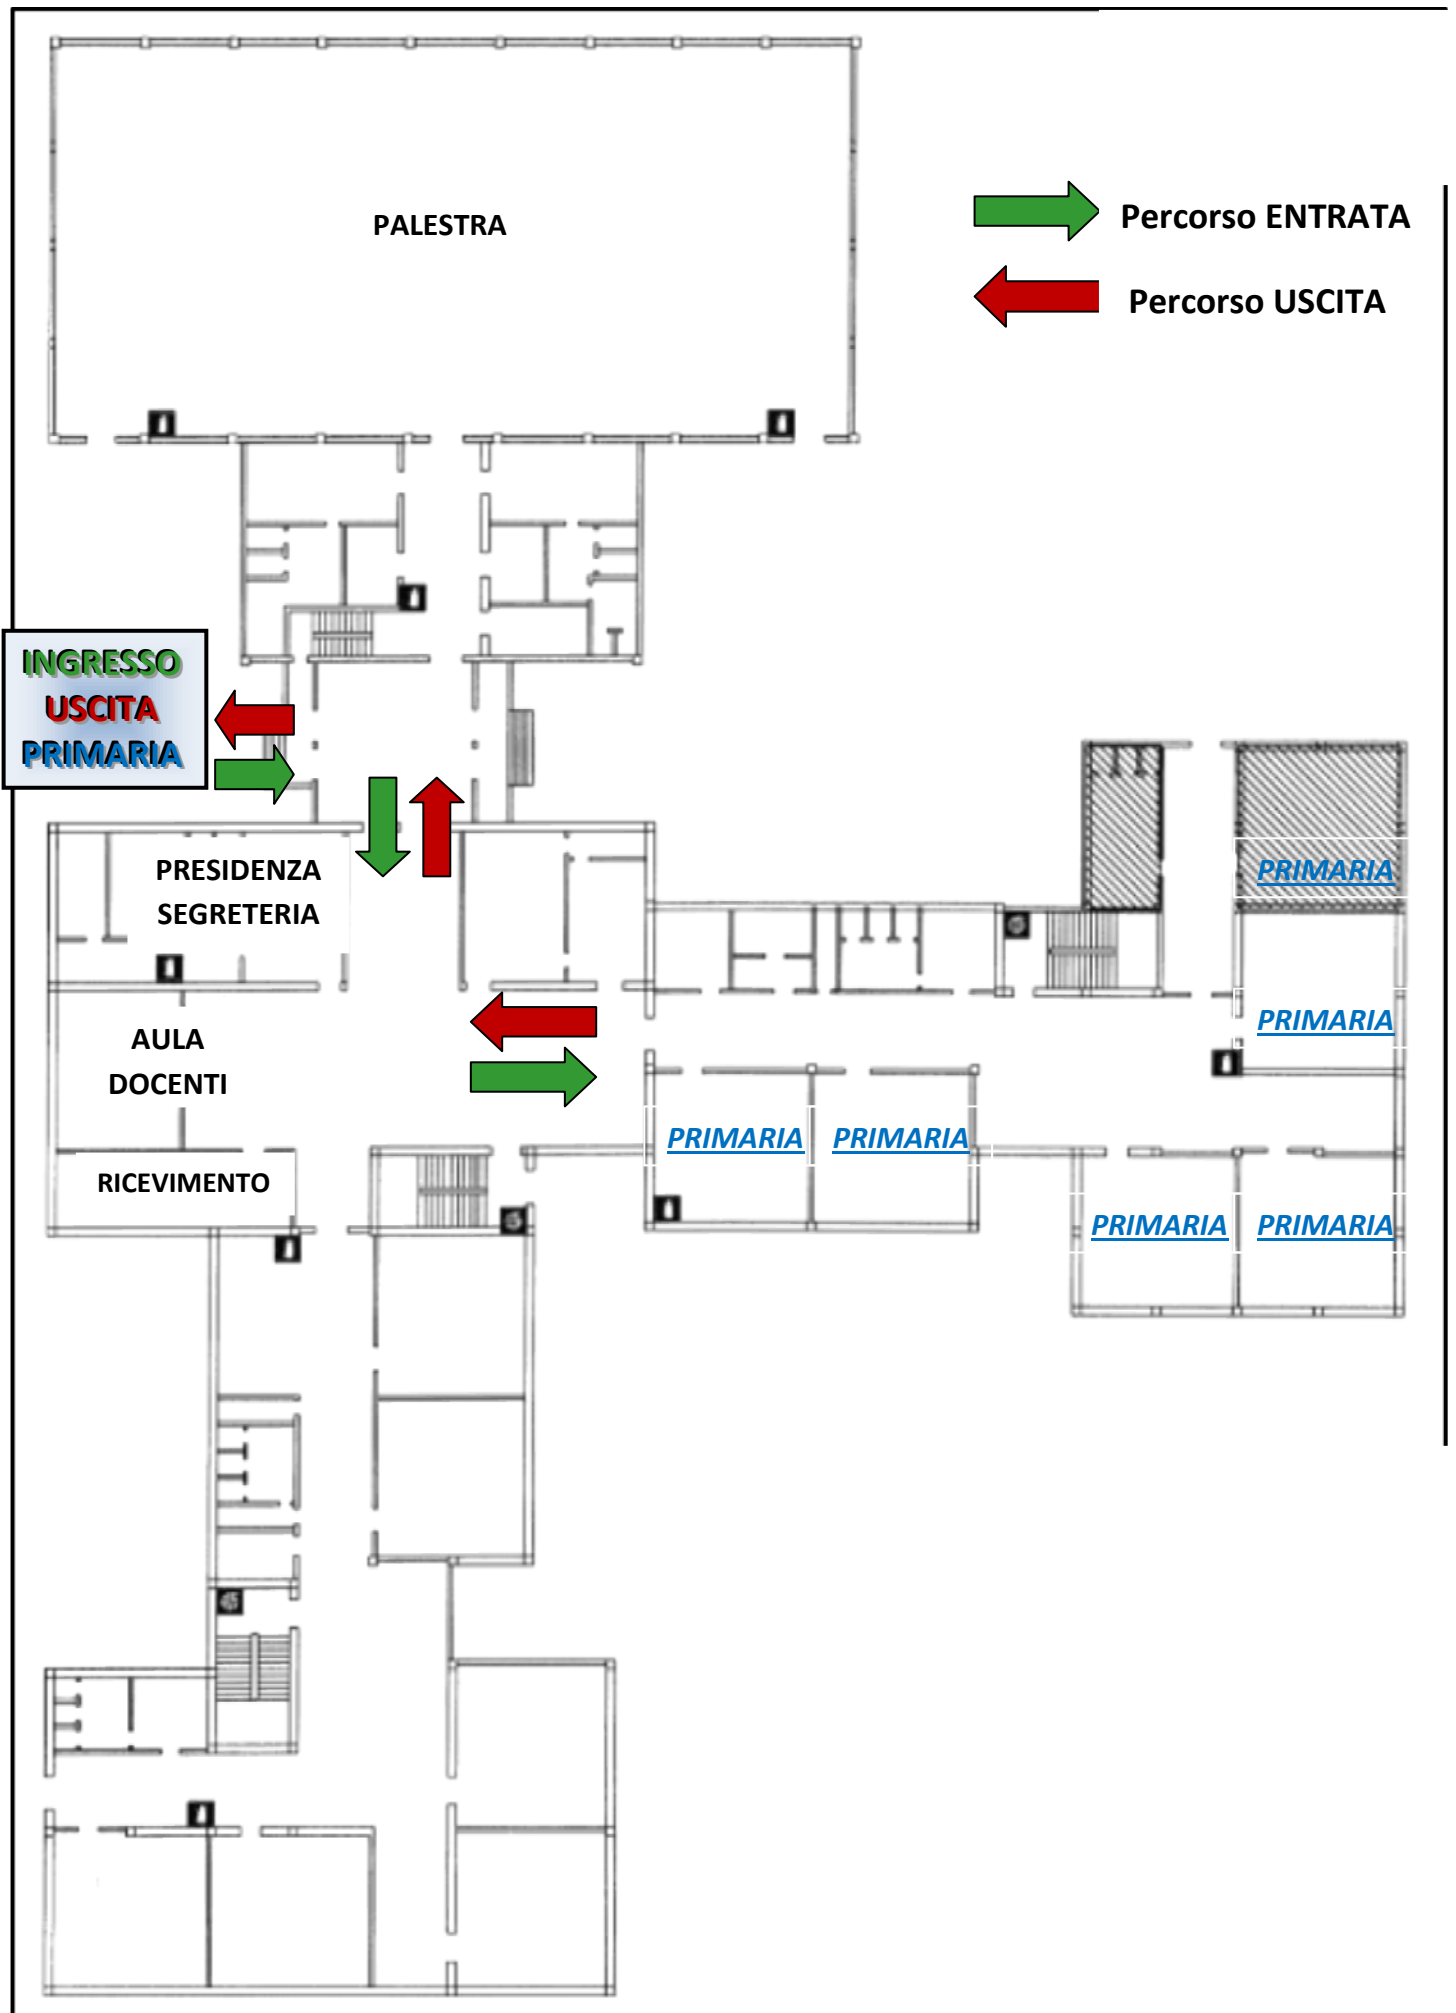 PALESTRA
Percorso ENTRATA
Percorso USCITA
INGRESSO
USCITA
PRIMARIA
PRESIDENZA
SEGRETERIA
PRIMARIA
AULA
DOCENTI
PRIMARIA
PRIMARIA
PRIMARIA
RICEVIMENTO
PRIMARIA
PRIMARIA